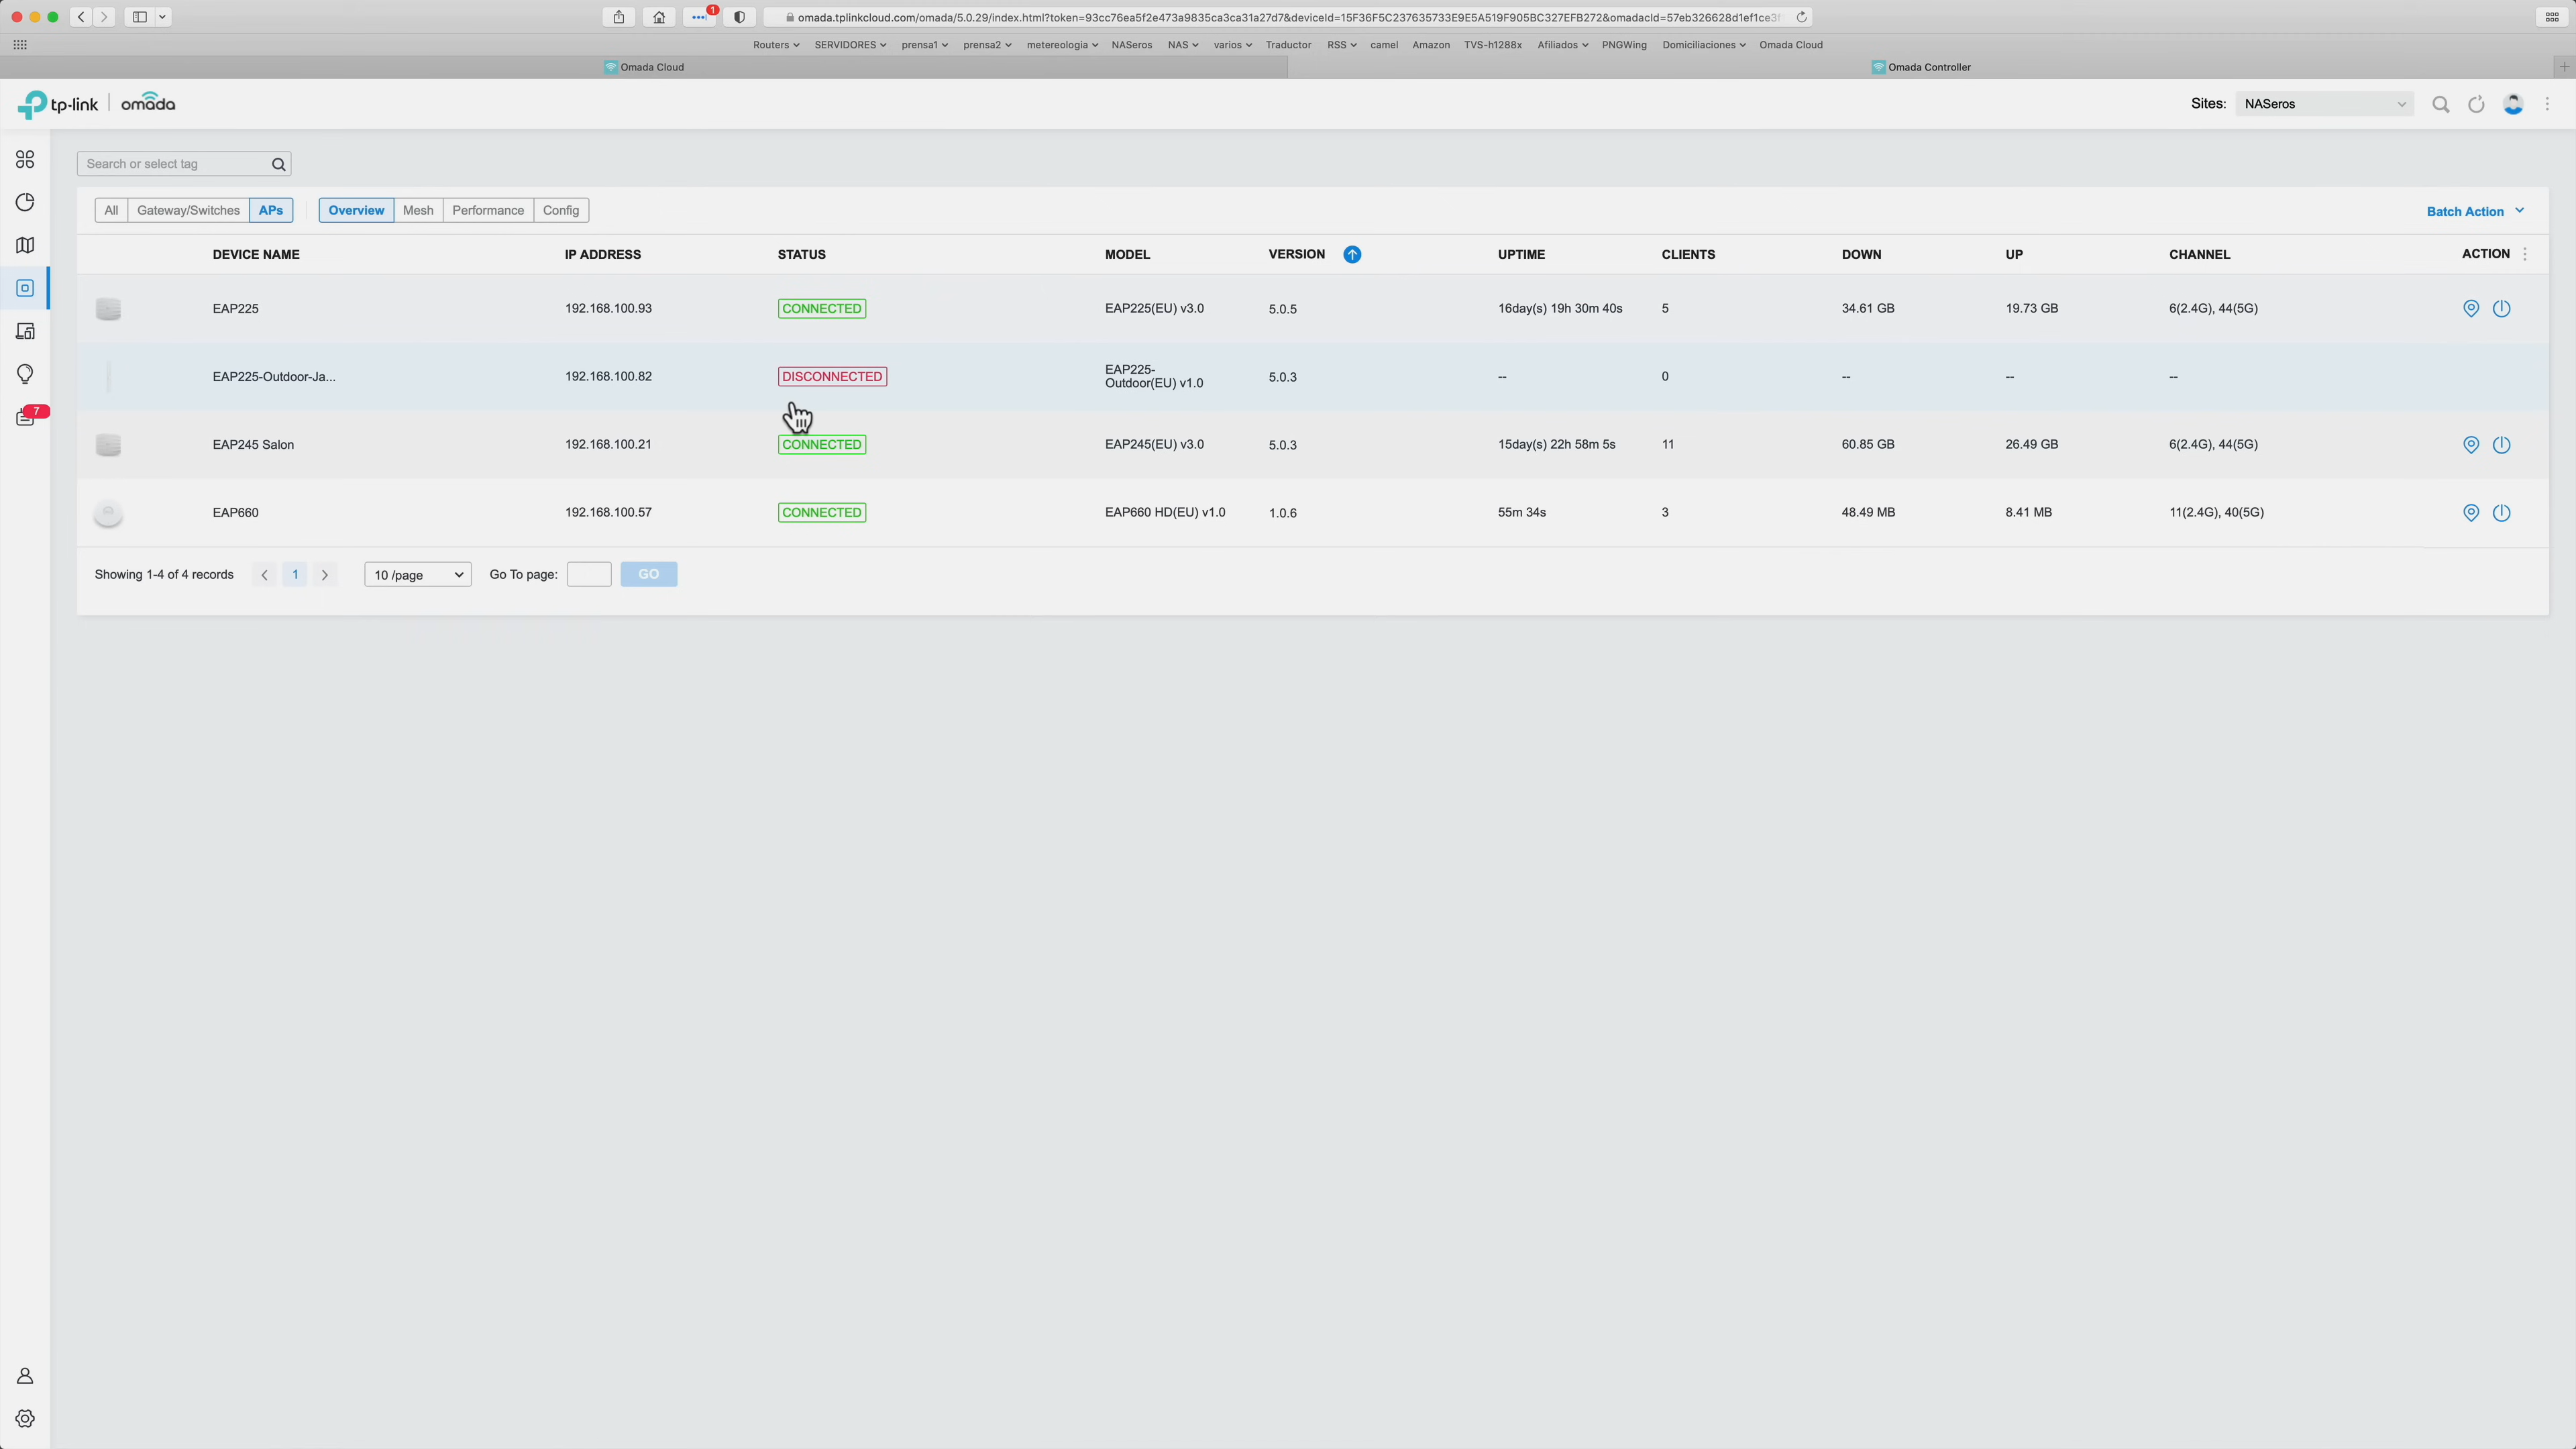 1
omada.tplinkcloud.com/omada/5.0.29/index.html?token=93cc76ea5f2e473a9835ca3ca31a27d7&deviceId=15F36F5C237635733E9E5A519F905BC327EFB272&omadacId=57eb326628d1ef1ce3f
Routers SERVIDORES prensa1 prensa2 metereologia NASeros NAS varios Traductor RSS camel Amazon TVS-h1288x Afiliados PNGWing Domiciliaciones Omada Cloud
Omada Cloud Omada Controller
tp-link omada Sites: NASeros
Search or select tag
All Gateway/Switches APs Overview Mesh Performance Config Batch Action
DEVICE NAME IP ADDRESS STATUS MODEL VERSION UPTIME CLIENTS DOWN UP CHANNEL ACTION
EAP225 192.168.100.93 CONNECTED EAP225(EU) v3.0 5.0.5 16day(s) 19h 30m 40s 5 34.61 GB 19.73 GB 6(2.4G), 44(5G)
EAP225-Outdoor-Ja... 192.168.100.82 DISCONNECTED EAP225-
Outdoor(EU) v1.0 5.0.3 -- 0 -- -- --
7
EAP245 Salon 192.168.100.21 CONNECTED EAP245(EU) v3.0 5.0.3 15day(s) 22h 58m 5s 11 60.85 GB 26.49 GB 6(2.4G), 44(5G)
EAP660 192.168.100.57 CONNECTED EAP660 HD(EU) v1.0 1.0.6 55m 34s 3 48.49 MB 8.41 MB 11(2.4G), 40(5G)
Showing 1-4 of 4 records 1 10 /page Go To page: GO